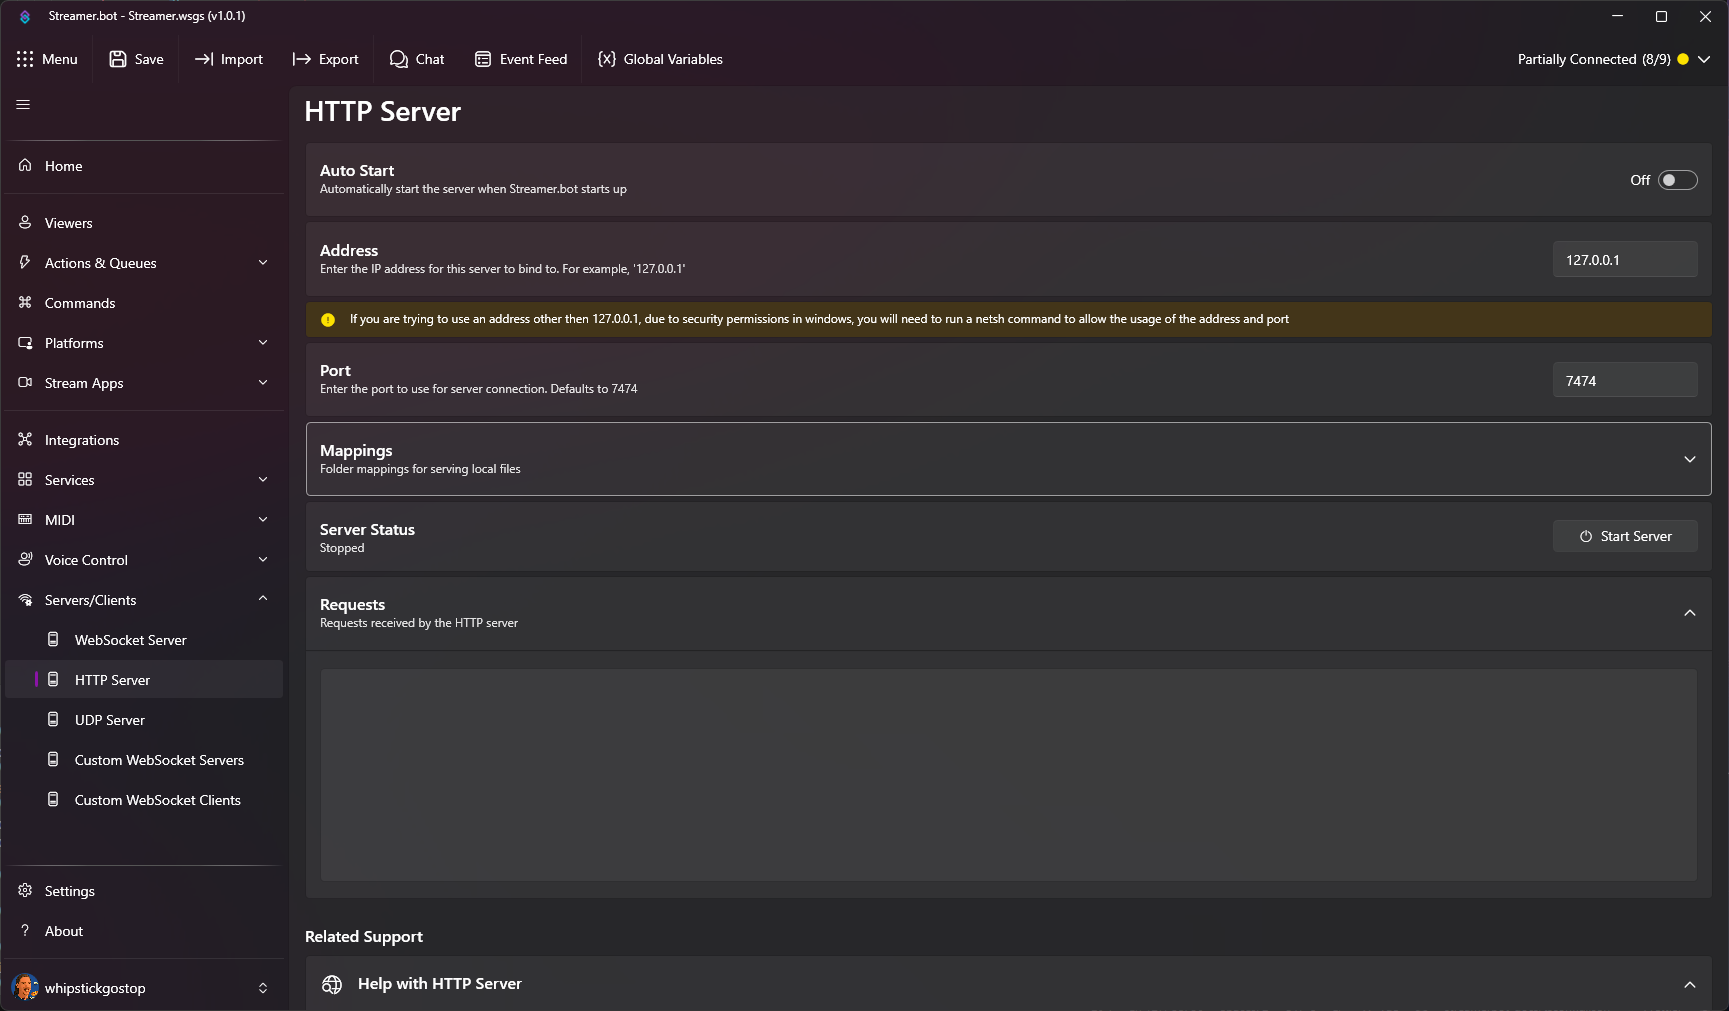 Streamer.bot - Streamer.wsgs (v1.0.1)
Menu
Save
Import
Export
Chat
Event Feed
Global Variables
Partially Connected (8/9)
Home
Viewers
Actions & Queues
Commands
Platforms
Stream Apps
Integrations
Services
MIDI
Voice Control
Servers/Clients
WebSocket Server
HTTP Server
UDP Server
Custom WebSocket Servers
Custom WebSocket Clients
Settings
About
whipstickgostop
HTTP Server
Auto Start
Automatically start the server when Streamer.bot starts up
Off
Address
Enter the IP address for this server to bind to. For example, '127.0.0.1'
127.0.0.1
If you are trying to use an address other then 127.0.0.1, due to security permissions in windows, you will need to run a netsh command to allow the usage of the address and port
Port
Enter the port to use for server connection. Defaults to 7474
7474
Mappings
Folder mappings for serving local files
Server Status
Stopped
Start Server
Requests
Requests received by the HTTP server
Related Support
Help with HTTP Server